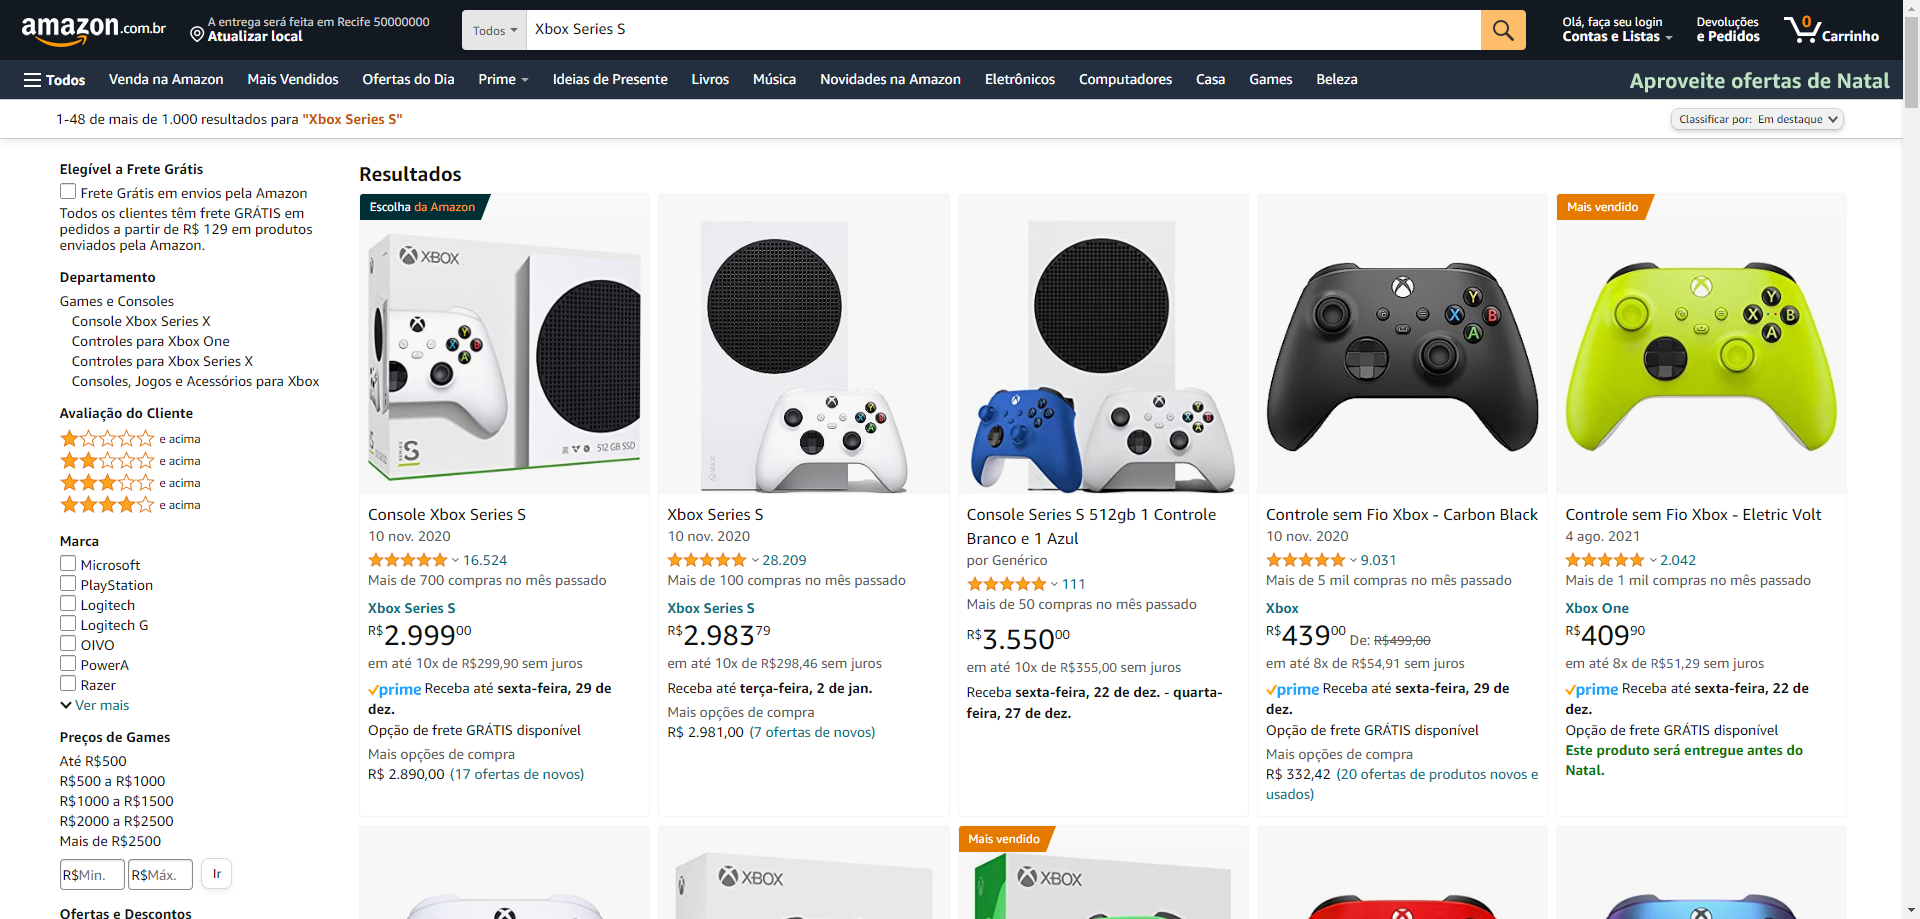 amazon.com.br
A entrega será feita em Recife 50000000
Atualizar local
Todos
Xbox Series S
Olá, faça seu login
Contas e Listas
Devoluções
e Pedidos
0
Carrinho
Todos
Venda na Amazon
Mais Vendidos
Ofertas do Dia
Prime
Ideias de Presente
Livros
Música
Novidades na Amazon
Eletrônicos
Computadores
Casa
Games
Beleza
Aproveite ofertas de Natal
1-48 de mais de 1.000 resultados para "Xbox Series S"
Classificar por: Em destaque
Elegível a Frete Grátis
Frete Grátis em envios pela Amazon
Todos os clientes têm frete GRÁTIS em
pedidos a partir de R$ 129 em produtos
enviados pela Amazon.
Departamento
Games e Consoles
Console Xbox Series X
Controles para Xbox One
Controles para Xbox Series X
Consoles, Jogos e Acessórios para Xbox
Avaliação do Cliente
e acima
e acima
e acima
e acima
Marca
Microsoft
PlayStation
Logitech
Logitech G
OIVO
PowerA
Razer
Ver mais
Preços de Games
Até R$500
R$500 a R$1000
R$1000 a R$1500
R$2000 a R$2500
Mais de R$2500
R$Min.
R$Máx.
Ir
Ofertas e Descontos
Resultados
Escolha da Amazon
XBOX
SERIES S
512 GB SSD
Console Xbox Series S
10 nov. 2020
16.524
Mais de 700 compras no mês passado
Xbox Series S
R$2.99900
em até 10x de R$299,90 sem juros
prime Receba até sexta-feira, 29 de
dez.
Opção de frete GRÁTIS disponível
Mais opções de compra
R$ 2.890,00 (17 ofertas de novos)
Xbox Series S
10 nov. 2020
28.209
Mais de 100 compras no mês passado
Xbox Series S
R$2.98379
em até 10x de R$298,46 sem juros
Receba até terça-feira, 2 de jan.
Mais opções de compra
R$ 2.981,00 (7 ofertas de novos)
Console Series S 512gb 1 Controle
Branco e 1 Azul
por Genérico
111
Mais de 50 compras no mês passado
R$3.55000
em até 10x de R$355,00 sem juros
Receba sexta-feira, 22 de dez. - quarta-
feira, 27 de dez.
Y
X
B
A
Controle sem Fio Xbox - Carbon Black
10 nov. 2020
9.031
Mais de 5 mil compras no mês passado
Xbox
R$43900 De: R$499,00
em até 8x de R$54,91 sem juros
prime Receba até sexta-feira, 29 de
dez.
Opção de frete GRÁTIS disponível
Mais opções de compra
R$ 332,42 (20 ofertas de produtos novos e
usados)
Mais vendido
Y
X
B
A
Controle sem Fio Xbox - Eletric Volt
4 ago. 2021
2.042
Mais de 1 mil compras no mês passado
Xbox One
R$40990
em até 8x de R$51,29 sem juros
prime Receba até sexta-feira, 22 de
dez.
Opção de frete GRÁTIS disponível
Este produto será entregue antes do
Natal.
XBOX
Mais vendido
XBOX